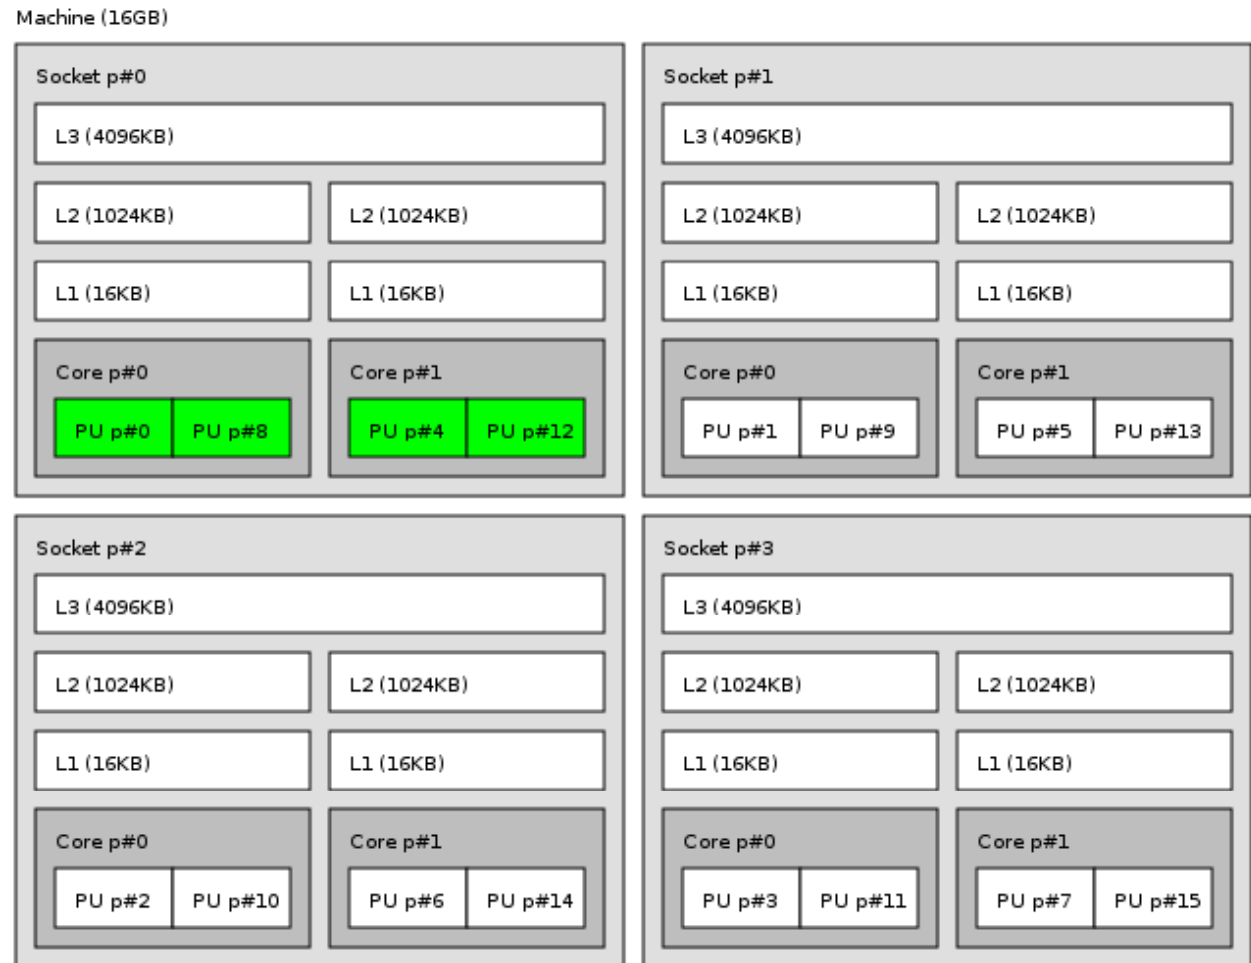 Machine (16GB)
Socket p#0
L3 (4096KB)
L2 (1024KB) L2 (1024KB)
L1 (16KB) L1 (16KB)
Core p#0 Core p#1
PU p#0 PU p#8 PU p#4 PU p#12
Socket p#1
L3 (4096KB)
L2 (1024KB) L2 (1024KB)
L1 (16KB) L1 (16KB)
Core p#0 Core p#1
PU p#1 PU p#9 PU p#5 PU p#13
Socket p#2
L3 (4096KB)
L2 (1024KB) L2 (1024KB)
L1 (16KB) L1 (16KB)
Core p#0 Core p#1
PU p#2 PU p#10 PU p#6 PU p#14
Socket p#3
L3 (4096KB)
L2 (1024KB) L2 (1024KB)
L1 (16KB) L1 (16KB)
Core p#0 Core p#1
PU p#3 PU p#11 PU p#7 PU p#15